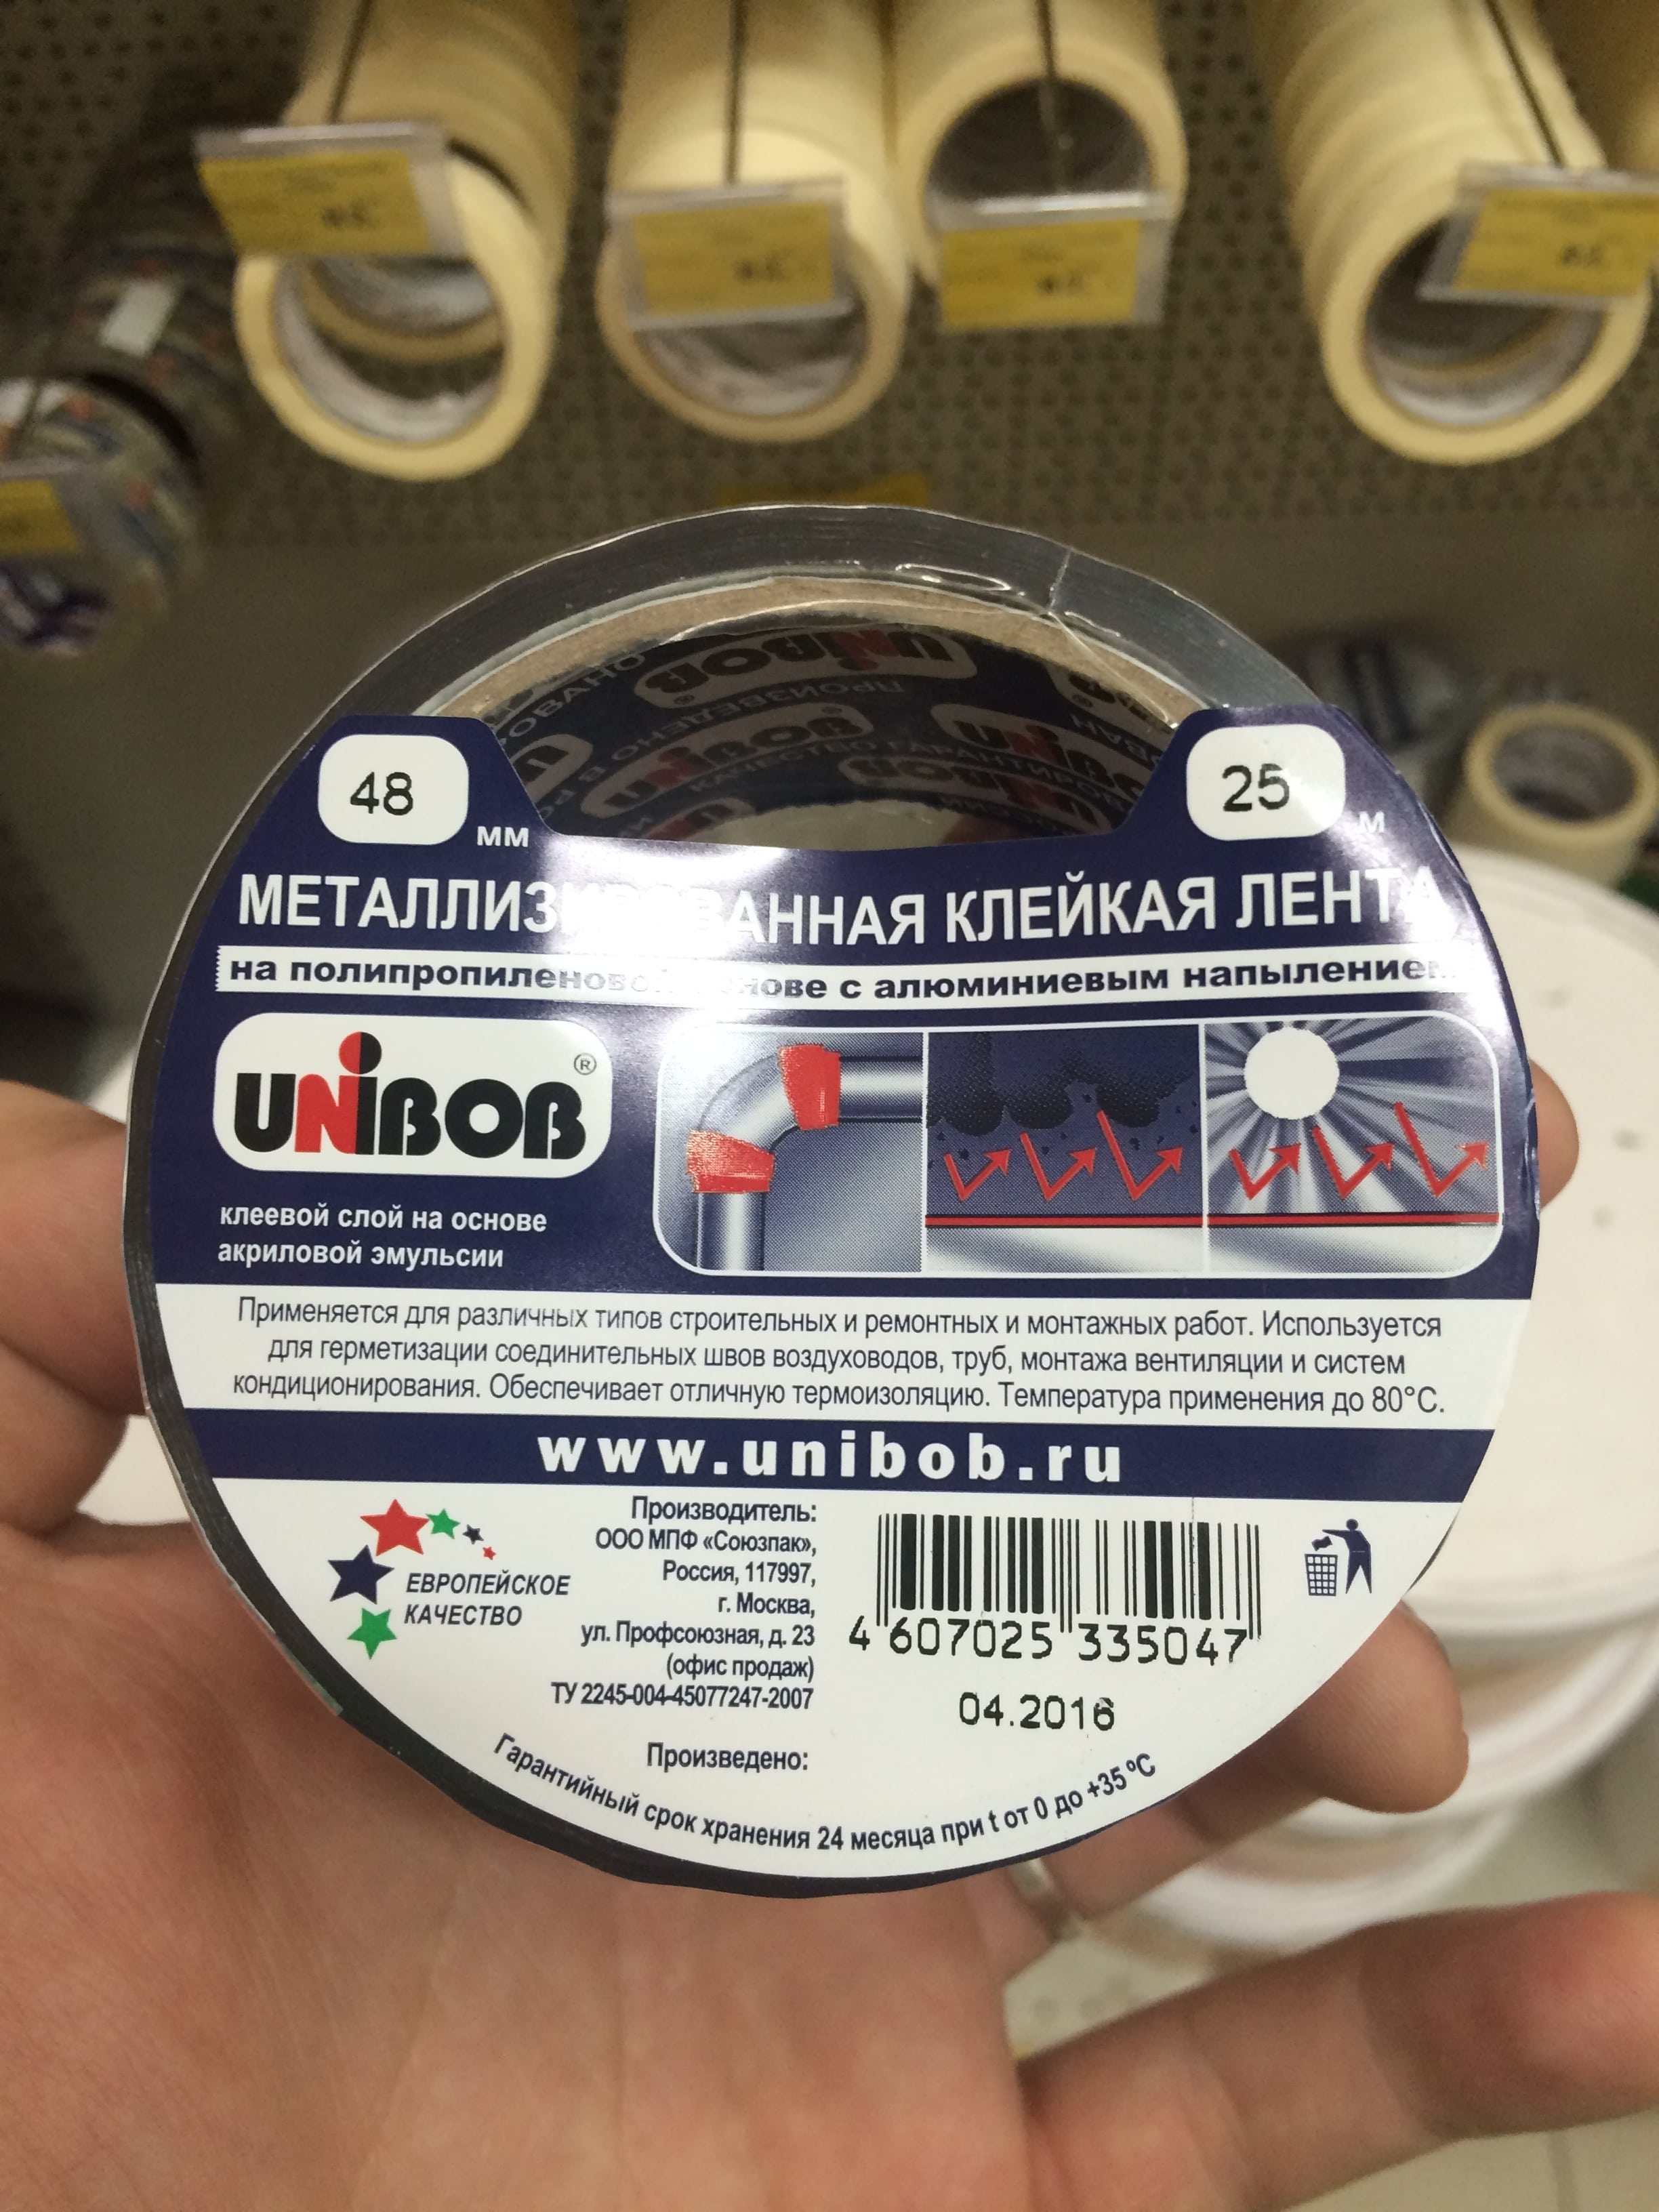 48 мм
25 м
МЕТАЛЛИЗИРОВАННАЯ КЛЕЙКАЯ ЛЕНТА
на полипропиленовой основе с алюминиевым напылением
UNiBOB ®
клеевой слой на основе
акриловой эмульсии
Применяется для различных типов строительных и ремонтных и монтажных работ. Используется
для герметизации соединительных швов воздуховодов, труб, монтажа вентиляции и систем
кондиционирования. Обеспечивает отличную термоизоляцию. Температура применения до 80°С.
www.unibob.ru
ЕВРОПЕЙСКОЕ
КАЧЕСТВО
Производитель:
ООО МПФ «Союзпак»,
Россия, 117997,
г. Москва,
ул. Профсоюзная, д. 23
(офис продаж)
ТУ 2245-004-45077247-2007
4 607025 335047
04.2016
Произведено:
Гарантийный срок хранения 24 месяца при t от 0 до +35 °С